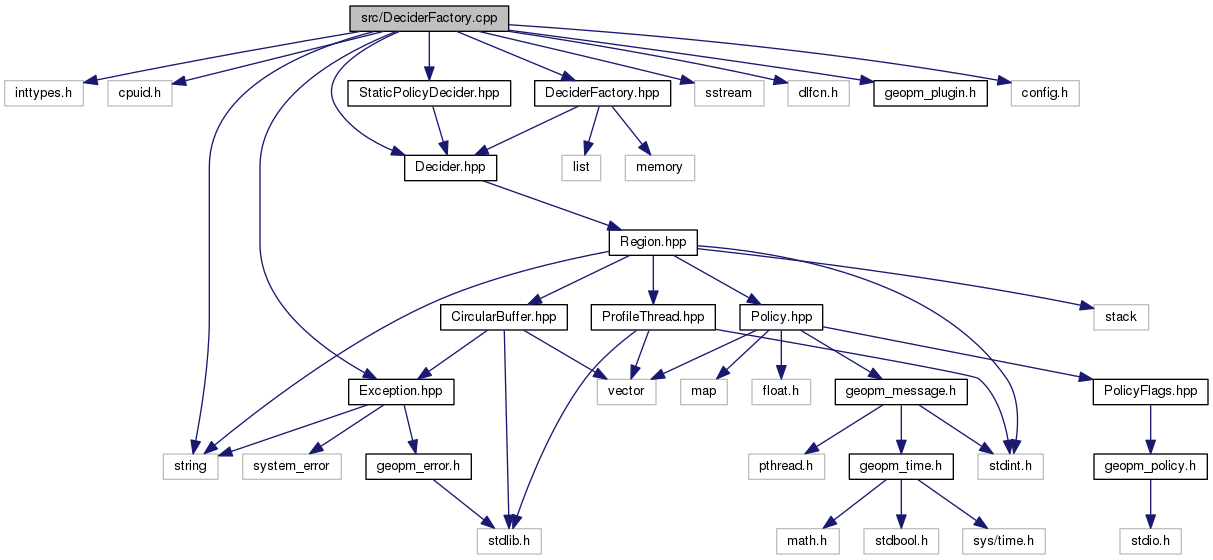 src/DeciderFactory.cpp
inttypes.h
cpuid.h
StaticPolicyDecider.hpp
DeciderFactory.hpp
sstream
dlfcn.h
geopm_plugin.h
config.h
Decider.hpp
list
memory
Region.hpp
CircularBuffer.hpp
ProfileThread.hpp
Policy.hpp
stack
Exception.hpp
vector
map
float.h
geopm_message.h
PolicyFlags.hpp
string
system_error
geopm_error.h
pthread.h
geopm_time.h
stdint.h
geopm_policy.h
stdlib.h
math.h
stdbool.h
sys/time.h
stdio.h